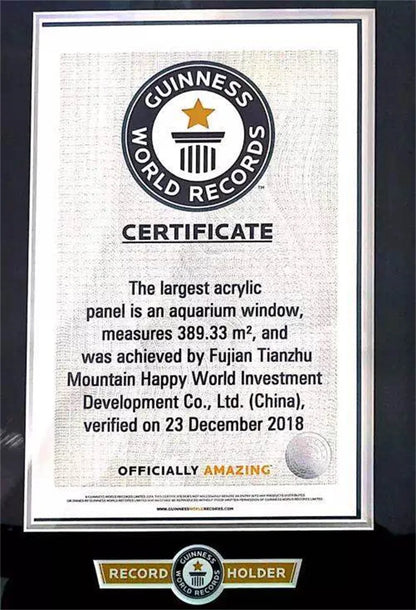 GUINNESS
WORLD RECORDS
TM
CERTIFICATE
The largest acrylic
panel is an aquarium window,
measures 389.33 m², and
was achieved by Fujian Tianzhu
Mountain Happy World Investment
Development Co., Ltd. (China),
verified on 23 December 2018
OFFICIALLY AMAZING
WWW.GUINNESSWORLDRECORDS.COM
RECORD
GUINNESS
WORLD RECORDS
HOLDER